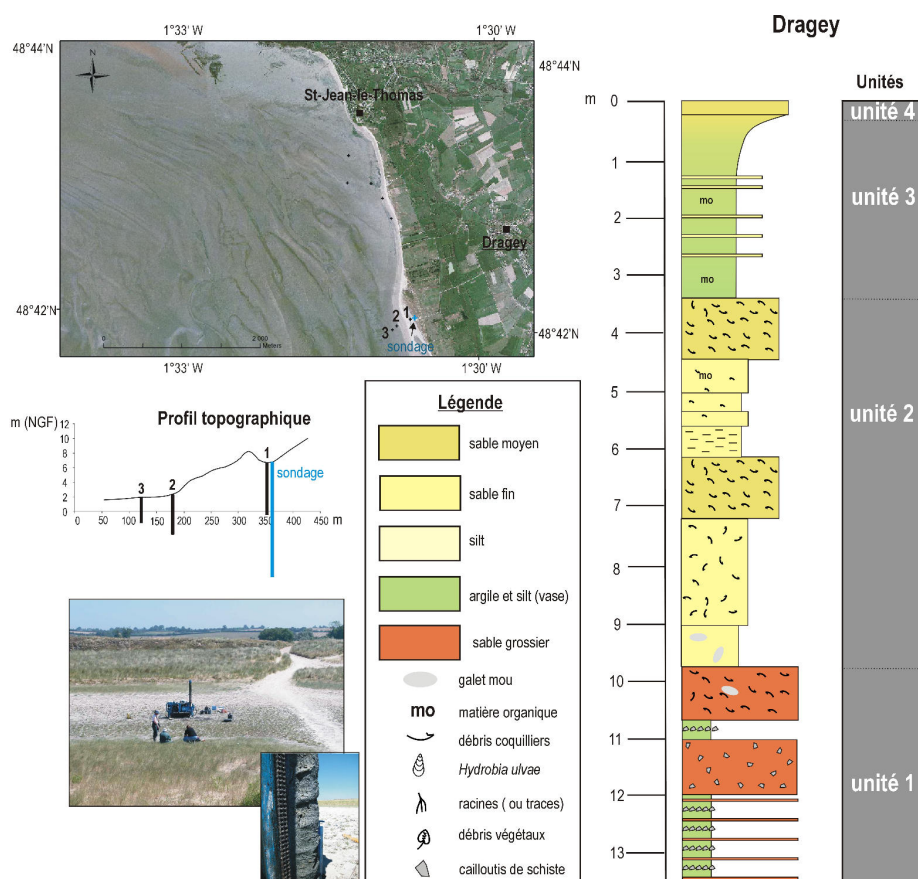 Dragey
1°33' W
1°30' W
48°44'N
48°44'N
N
St-Jean-le-Thomas
Dragey
48°42'N
48°42'N
1
2
3
sondage
0
2 000
Meters
1°33' W
1°30' W
Profil topographique
m (NGF)
12
10
8
6
4
2
0
0
50
100
150
200
250
300
350
400
450
m
3
2
1
sondage
Légende
sable moyen
sable fin
silt
argile et silt (vase)
sable grossier
galet mou
mo
matière organique
débris coquilliers
Hydrobia ulvae
racines ( ou traces)
débris végétaux
cailloutis de schiste
m
0
1
2
3
4
5
6
7
8
9
10
11
12
13
mo
mo
mo
Unités
unité 4
unité 3
unité 2
unité 1